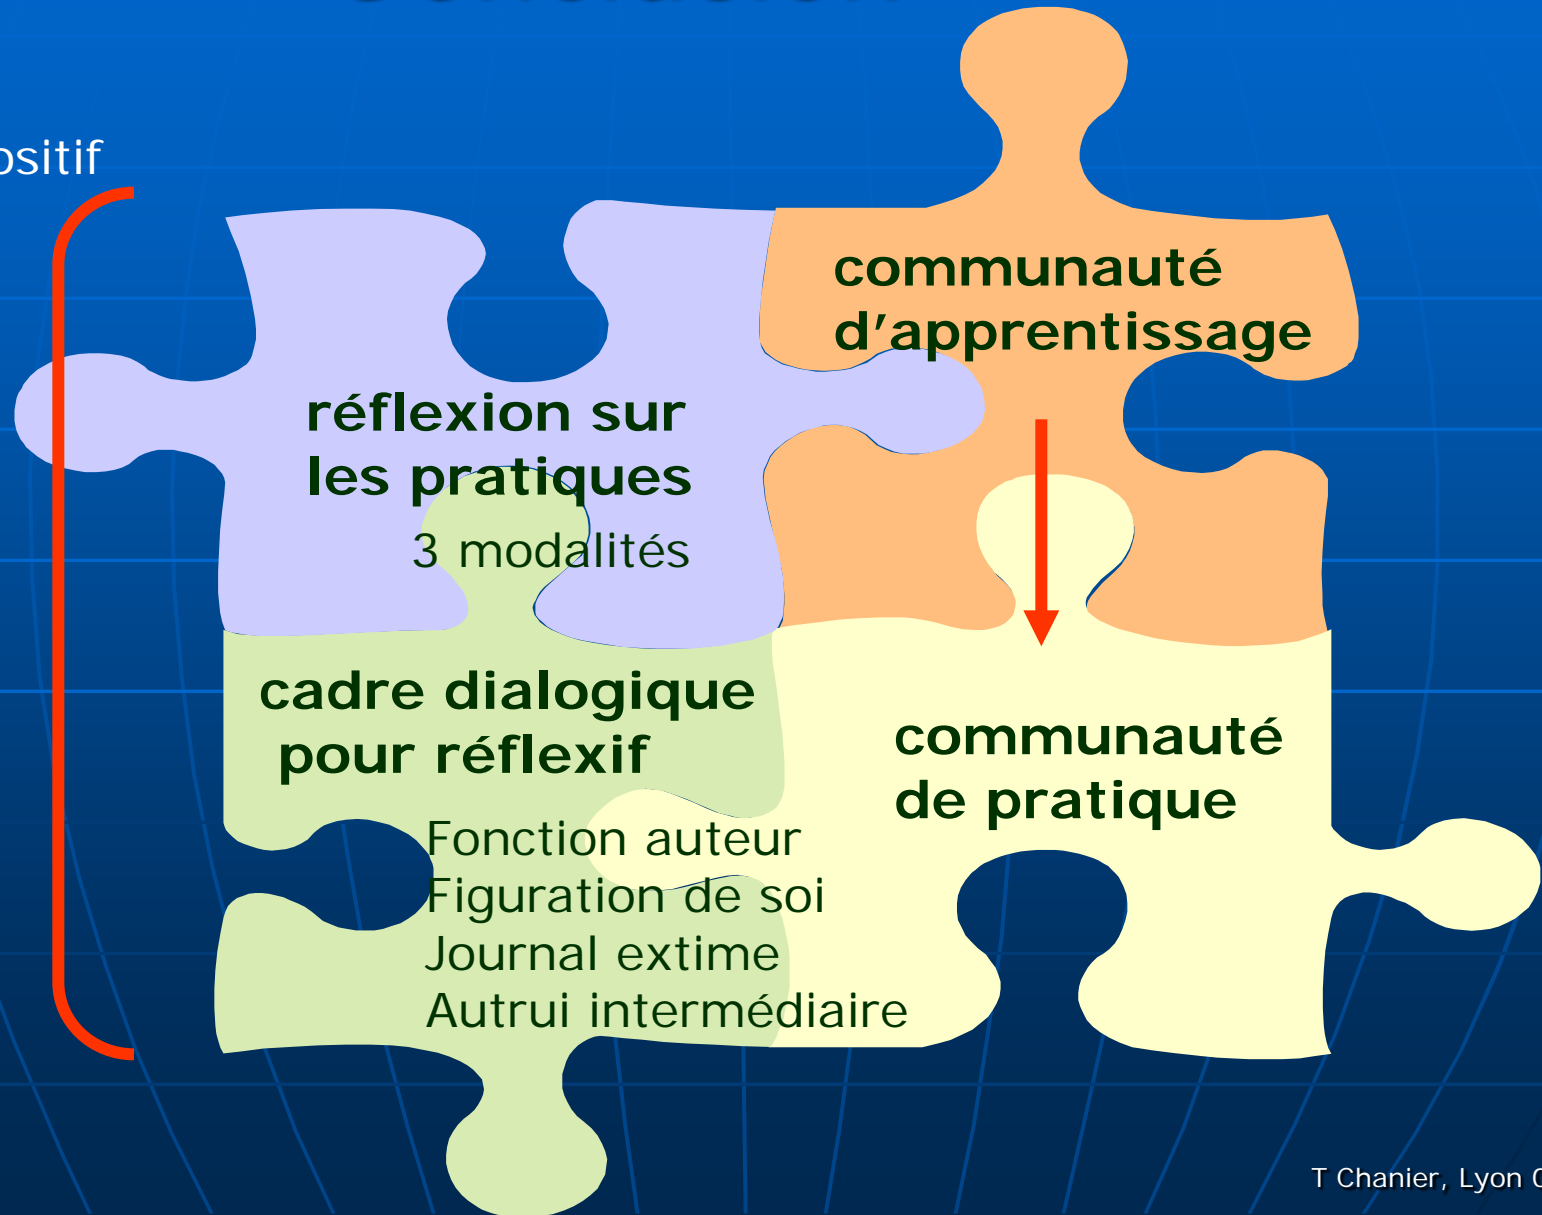 ositif
communauté
d'apprentissage
réflexion sur
les pratiques
3 modalités
cadre dialogique
pour réflexif
communauté
de pratique
Fonction auteur
Figuration de soi
Journal extime
Autrui intermédiaire
T Chanier, Lyon